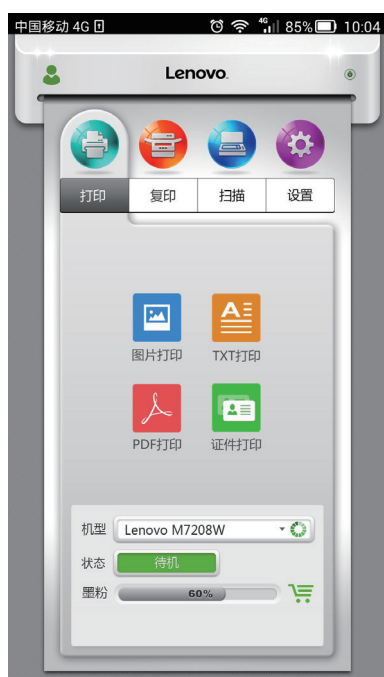 中国移动 4G 85% 10:04
Lenovo.
打印 复印 扫描 设置
图片打印 TXT打印
PDF打印 证件打印
机型 Lenovo M7208W
状态 待机
墨粉 60%